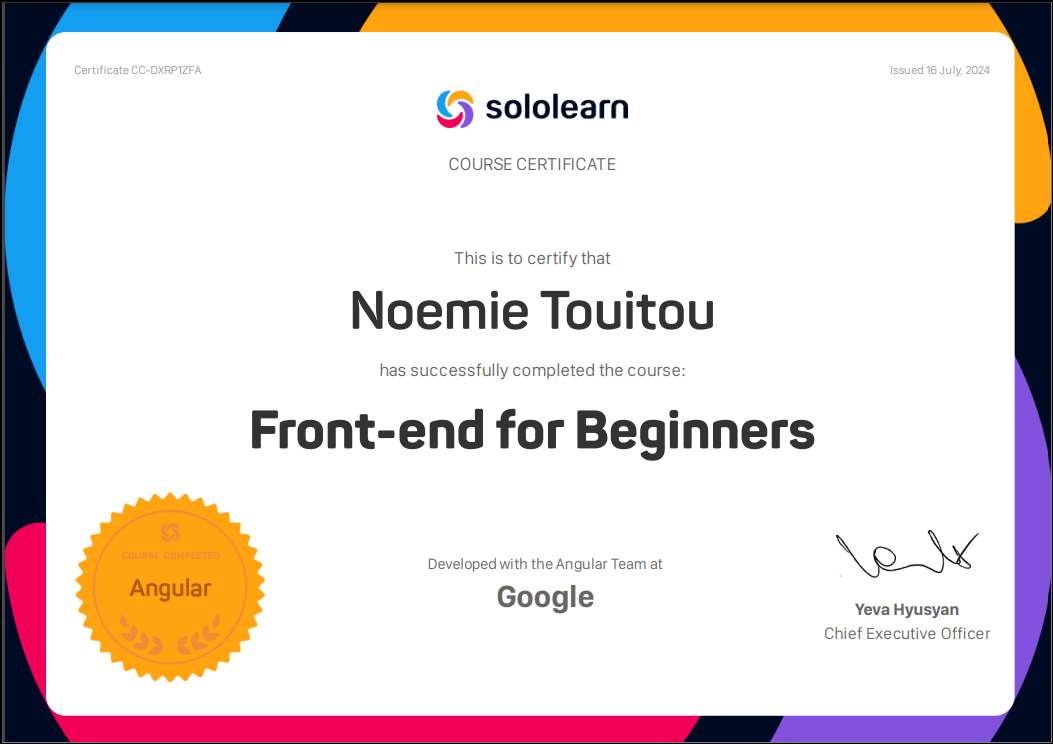 Certificate CC-DXRP1ZFA
Issued 16 July, 2024
sololearn
COURSE CERTIFICATE
This is to certify that
Noemie Touitou
has successfully completed the course:
Front-end for Beginners
COURSE COMPLETED
Angular
Developed with the Angular Team at
Google
Yeva Hyusyan
Chief Executive Officer